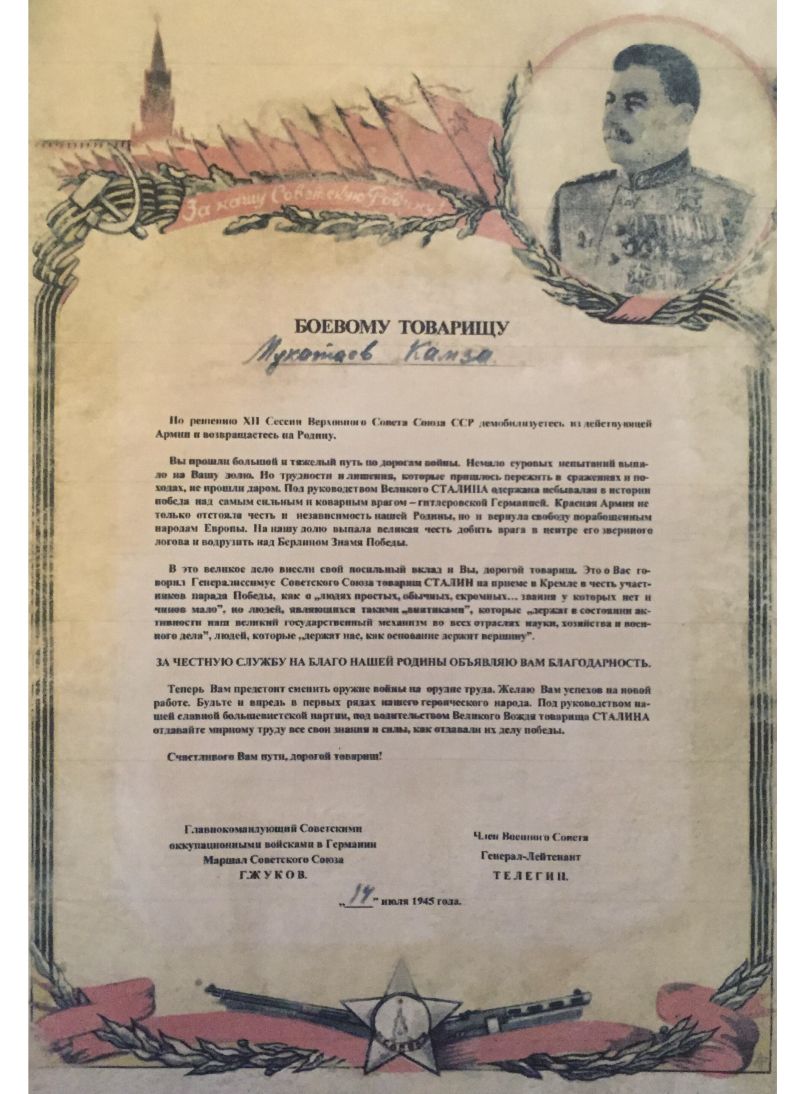 За нашу Советскую Родину!
БОЕВОМУ ТОВАРИЩУ
Мукатаев Камза
По решению XII Сессии Верховного Совета Союза ССР демобилизуетесь из действующей
Армии и возвращаетесь на Родину.
Вы прошли большой и тяжелый путь по дорогам войны. Немало суровых испытаний выпа-
ло на Вашу долю. Но трудности и лишения, которые пришлось пережить в сражениях и по-
ходах, не прошли даром. Под руководством Великого СТАЛИНА одержана небывалая в истории
победа над самым сильным и коварным врагом – гитлеровской Германией. Красная Армия не
только отстояла честь и независимость нашей Родины, но и вернула свободу порабощенным
народам Европы. На нашу долю выпала великая честь добить врага в центре его звериного
логова и водрузить над Берлином Знамя Победы.
В это великое дело внесли свой посильный вклад и Вы, дорогой товарищ. Это о Вас го-
ворил Генералиссимус Советского Союза товарищ СТАЛИН на приеме в Кремле в честь участ-
ников парада Победы, как о „людях простых, обычных, скромных... звания у которых нет и
чинов мало”, но людей, являющихся такими „винтиками”, которые „держат в состоянии ак-
тивности наш великий государственный механизм во всех отраслях науки, хозяйства и воен-
ного дела”, людей, которые „держат нас, как основание держит вершину”.
ЗА ЧЕСТНУЮ СЛУЖБУ НА БЛАГО НАШЕЙ РОДИНЫ ОБЪЯВЛЯЮ ВАМ БЛАГОДАРНОСТЬ.
Теперь Вам предстоит сменить оружие войны на орудие труда. Желаю Вам успехов на новой
работе. Будьте и впредь в первых рядах нашего героического народа. Под руководством на-
шей славной большевистской партии, под водительством Великого Вождя товарища СТАЛИНА
отдавайте мирному труду все свои знания и силы, как отдавали их делу победы.
Счастливого Вам пути, дорогой товарищ!
Главнокомандующий Советскими
оккупационными войсками в Германии
Маршал Советского Союза
Г.ЖУКОВ.
Член Военного Совета
Генерал-Лейтенант
ТЕЛЕГИН.
„14” июля 1945 года.